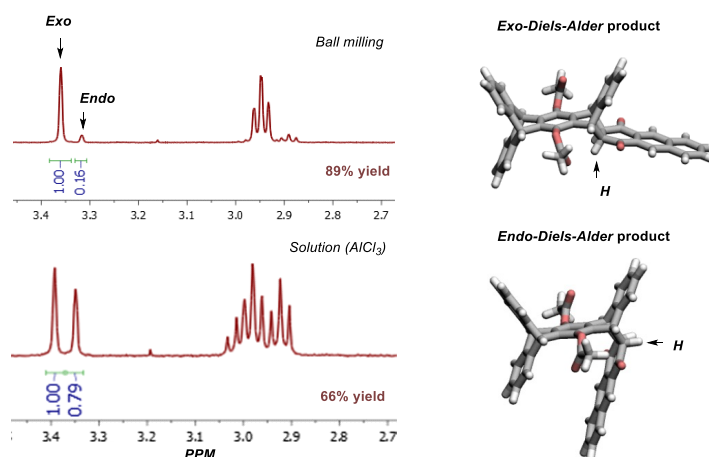 Exo
Endo
Ball milling
1.00
0.16
89% yield
3.4 3.3 3.2 3.1 3.0 2.9 2.8 2.7
Solution (AlCl3)
1.00
0.79
66% yield
3.4 3.3 3.2 3.1 3.0 2.9 2.8 2.7
PPM
Exo-Diels-Alder product
H
Endo-Diels-Alder product
H